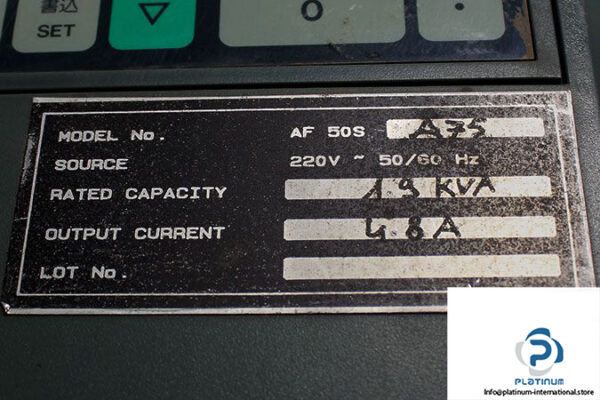 書込
SET
▽
0
MODEL No. AF 50S A75
SOURCE 220V ~ 50/60 Hz
RATED CAPACITY 1.9 KVA
OUTPUT CURRENT 4.8A
LOT No.
PLATINUM
Info@platinum-international.store